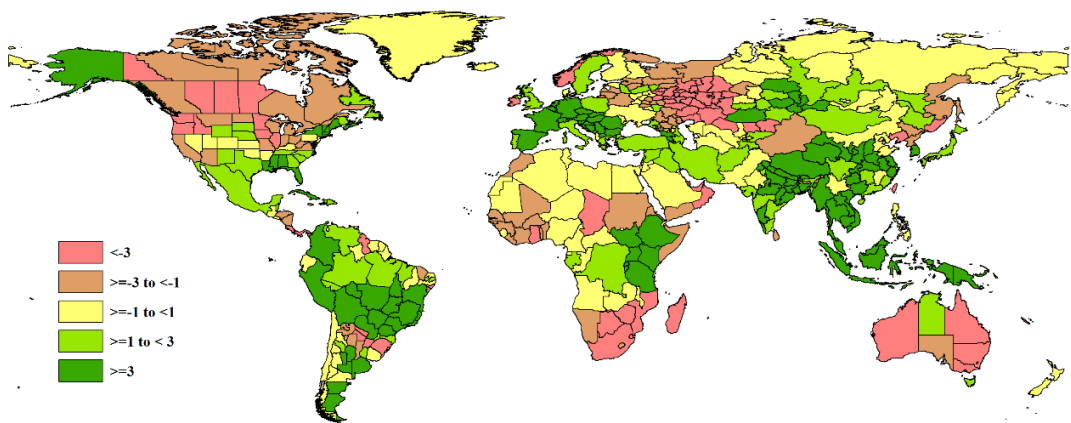 <-3
>=-3 to <-1
>=-1 to <1
>=1 to < 3
>=3